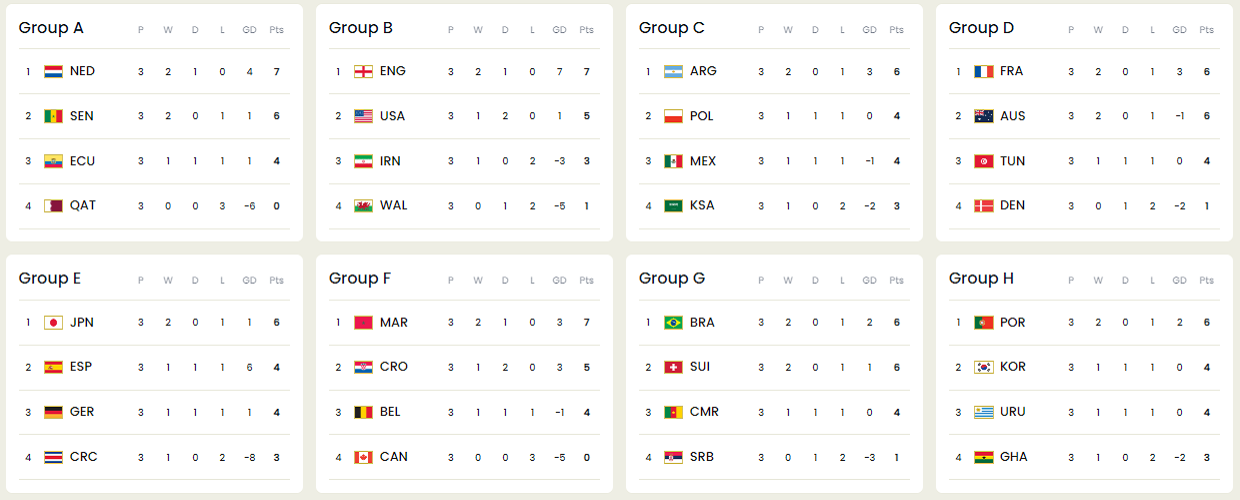 Group A P W D L GD Pts
1 NED 3 2 1 0 4 7
2 SEN 3 2 0 1 1 6
3 ECU 3 1 1 1 1 4
4 QAT 3 0 0 3 -6 0
Group B P W D L GD Pts
1 ENG 3 2 1 0 7 7
2 USA 3 1 2 0 1 5
3 IRN 3 1 0 2 -3 3
4 WAL 3 0 1 2 -5 1
Group C P W D L GD Pts
1 ARG 3 2 0 1 3 6
2 POL 3 1 1 1 0 4
3 MEX 3 1 1 1 -1 4
4 KSA 3 1 0 2 -2 3
Group D P W D L GD Pts
1 FRA 3 2 0 1 3 6
2 AUS 3 2 0 1 -1 6
3 TUN 3 1 1 1 0 4
4 DEN 3 0 1 2 -2 1
Group E P W D L GD Pts
1 JPN 3 2 0 1 1 6
2 ESP 3 1 1 1 6 4
3 GER 3 1 1 1 1 4
4 CRC 3 1 0 2 -8 3
Group F P W D L GD Pts
1 MAR 3 2 1 0 3 7
2 CRO 3 1 2 0 3 5
3 BEL 3 1 1 1 -1 4
4 CAN 3 0 0 3 -5 0
Group G P W D L GD Pts
1 BRA 3 2 0 1 2 6
2 SUI 3 2 0 1 1 6
3 CMR 3 1 1 1 0 4
4 SRB 3 0 1 2 -3 1
Group H P W D L GD Pts
1 POR 3 2 0 1 2 6
2 KOR 3 1 1 1 0 4
3 URU 3 1 1 1 0 4
4 GHA 3 1 0 2 -2 3